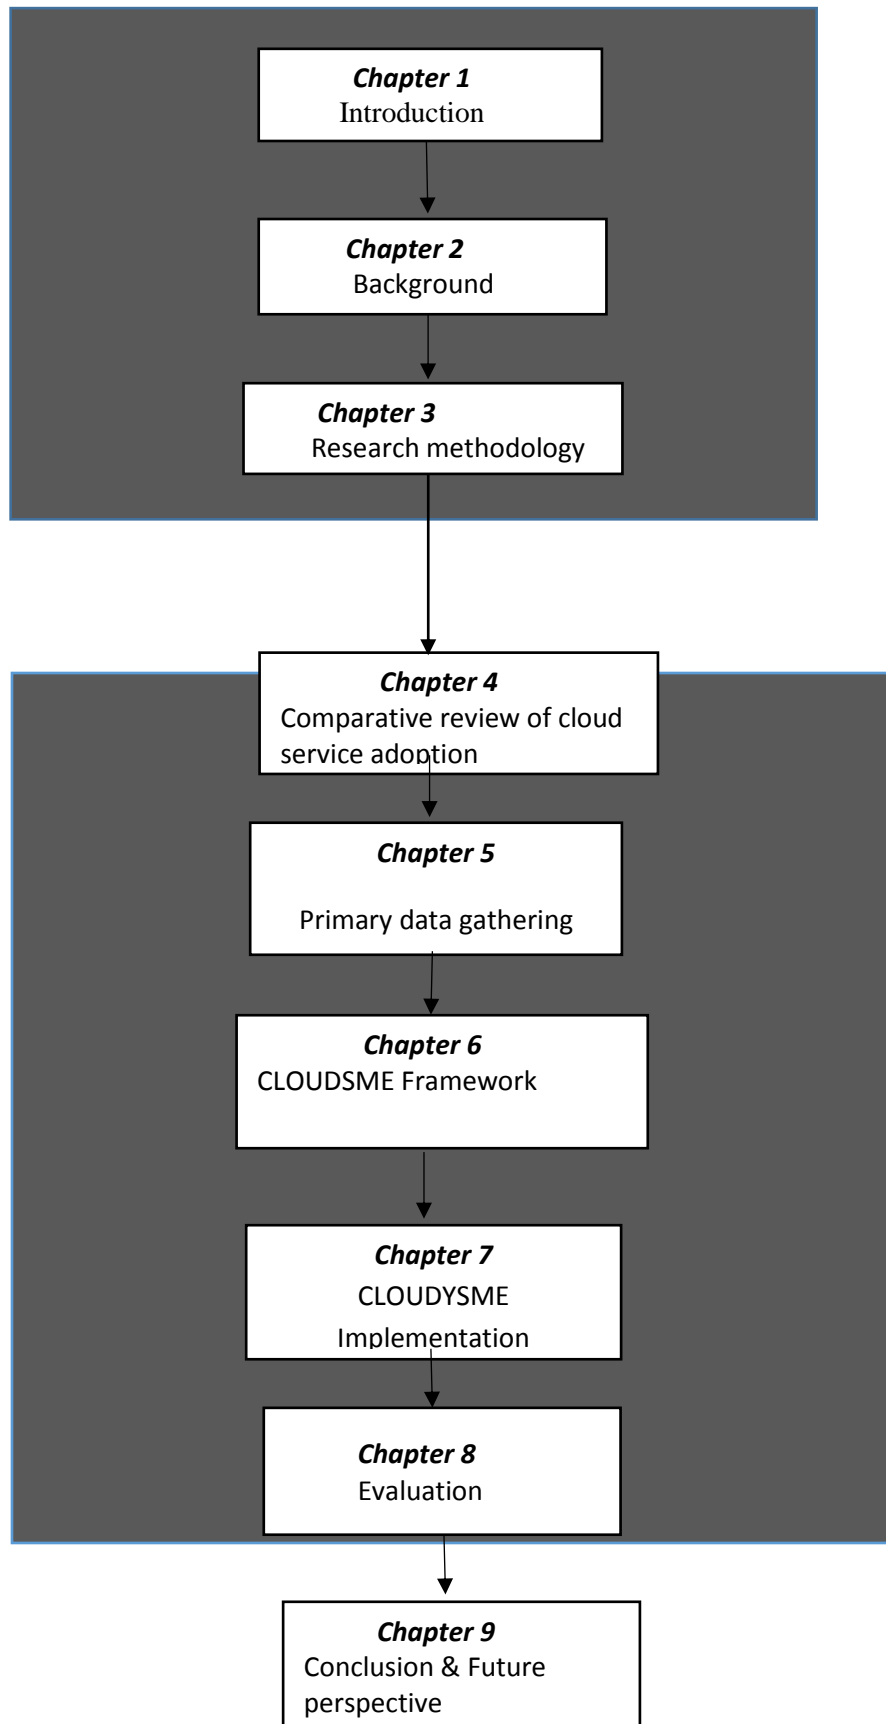 Chapter 1
Introduction
Chapter 2
Background
Chapter 3
Research methodology
Chapter 4
Comparative review of cloud
service adoption
Chapter 5
Primary data gathering
Chapter 6
CLOUDSME Framework
Chapter 7
CLOUDYSME
Implementation
Chapter 8
Evaluation
Chapter 9
Conclusion & Future
perspective